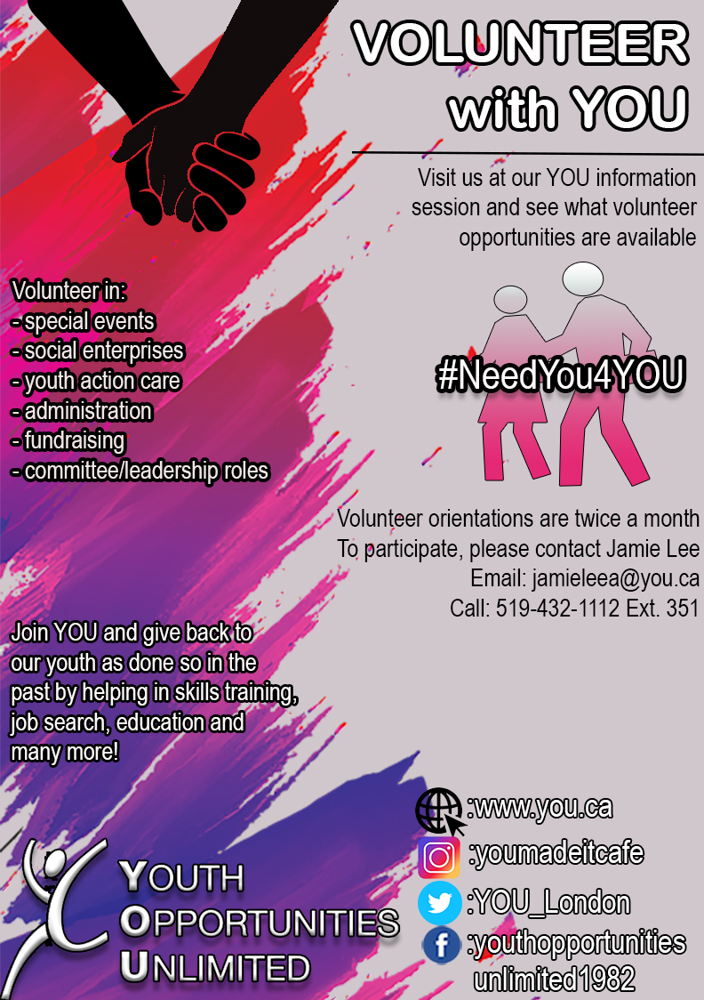 VOLUNTEER
with YOU
Visit us at our YOU information
session and see what volunteer
opportunities are available
Volunteer in:
- special events
- social enterprises
- youth action care
- administration
- fundraising
- committee/leadership roles
#NeedYou4YOU
Volunteer orientations are twice a month
To participate, please contact Jamie Lee
Email: jamieleea@you.ca
Call: 519-432-1112 Ext. 351
Join YOU and give back to
our youth as done so in the
past by helping in skills training,
job search, education and
many more!
:www.you.ca
:youmadeitcafe
:YOU_London
:youthopportunities
unlimited1982
YOUTH
OPPORTUNITIES
UNLIMITED